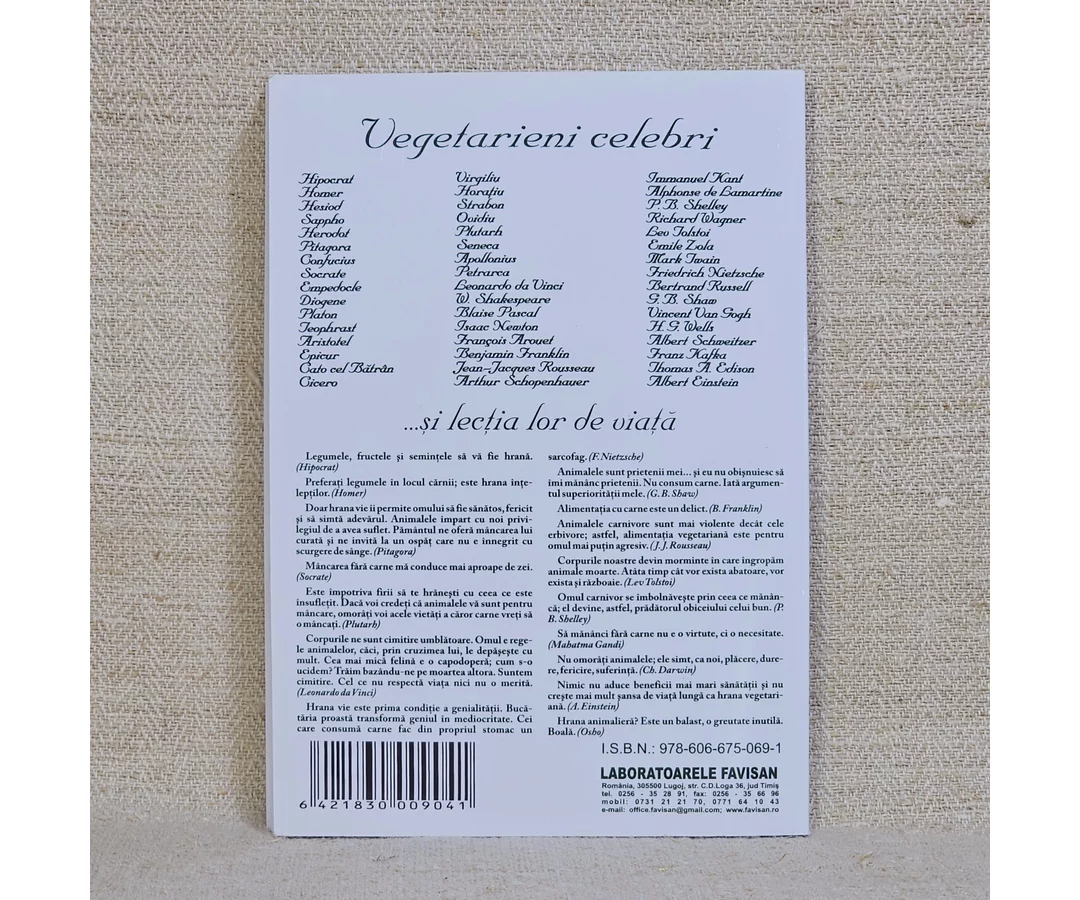 Vegetarieni celebri
Hipocrat
Homer
Hesiod
Sappho
Herodot
Pitagora
Confucius
Socrate
Empedocle
Diogene
Platon
Teophrast
Aristotel
Epicur
Cato cel Bătrân
Cicero
Virgiliu
Horațiu
Strabon
Ovidiu
Plutarh
Seneca
Apollonius
Petrarca
Leonardo da Vinci
W. Shakespeare
Blaise Pascal
Isaac Newton
François Arouet
Benjamin Franklin
Jean-Jacques Rousseau
Arthur Schopenhauer
Immanuel Kant
Alphonse de Lamartine
P. B. Shelley
Richard Wagner
Lev Tolstoi
Emile Zola
Mark Twain
Friedrich Nietzsche
Bertrand Russell
G. B. Shaw
Vincent Van Gogh
H. G. Wells
Albert Schweitzer
Franz Kafka
Thomas A. Edison
Albert Einstein
...și lecția lor de viață
Legumele, fructele și semințele să vă fie hrană.
(Hipocrat)
Preferați legumele în locul cărnii; este hrana înțe-
lepților. (Homer)
Doar hrana vie îi permite omului să fie sănătos, fericit
și să simtă adevărul. Animalele împart cu noi privi-
legiul de a avea suflet. Pământul ne oferă mâncarea lui
curată și ne invită la un ospăț care nu e înnegrit cu
scurgere de sânge. (Pitagora)
Mâncarea fără carne mă conduce mai aproape de zei.
(Socrate)
Este împotriva firii să te hrănești cu ceea ce este
însuflețit. Dacă voi credeți că animalele vă sunt pentru
mâncare, omorâți voi acele vietăți a căror carne vreți să
o mâncați. (Plutarh)
Corpurile ne sunt cimitire umblătoare. Omul e rege-
le animalelor, căci, prin cruzimea lui, le depășește cu
mult. Cea mai mică felină e o capodoperă; cum s-o
ucidem? Trăim bazându-ne pe moartea altora. Suntem
cimitire. Cel ce nu respectă viața nici nu o merită.
(Leonardo da Vinci)
Hrana vie este prima condiție a genialității. Bucă-
tăria proastă transformă geniul în mediocritate. Cei
care consumă carne fac din propriul stomac un
sarcofag. (F. Nietzsche)
Animalele sunt prietenii mei... și eu nu obișnuiesc să
îmi mănânc prietenii. Nu consum carne. Iată argumen-
tul superiorității mele. (G. B. Shaw)
Alimentația cu carne este un delict. (B. Franklin)
Animalele carnivore sunt mai violente decât cele
erbivore; astfel, alimentația vegetariană este pentru
omul mai puțin agresiv. (J. J. Rousseau)
Corpurile noastre devin morminte în care îngropăm
animale moarte. Atâta timp cât vor exista abatoare, vor
exista și războaie. (Lev Tolstoi)
Omul carnivor se îmbolnăvește prin ceea ce mănân-
că; el devine, astfel, prădătorul obiceiului celui bun. (P.
B. Shelley)
Să mănânci fără carne nu e o virtute, ci o necesitate.
(Mahatma Gandi)
Nu omorâți animalele; ele simt, ca noi, plăcere, dure-
re, fericire, suferință. (Ch. Darwin)
Nimic nu aduce beneficii mai mari sănătății și nu
crește mai mult șansa de viață lungă ca hrana vegetari-
ană. (A. Einstein)
Hrana animalieră? Este un balast, o greutate inutilă.
Boală. (Osho)
6 421830 009041
I.S.B.N.: 978-606-675-069-1
LABORATOARELE FAVISAN
România, 305500 Lugoj, str. C.D.Loga 36, jud Timiș
tel. 0256 - 35 28 91, fax: 0256 - 35 66 96
mobil: 0731 21 21 70, 0771 64 10 43
e-mail: office.favisan@gmail.com; www.favisan.ro